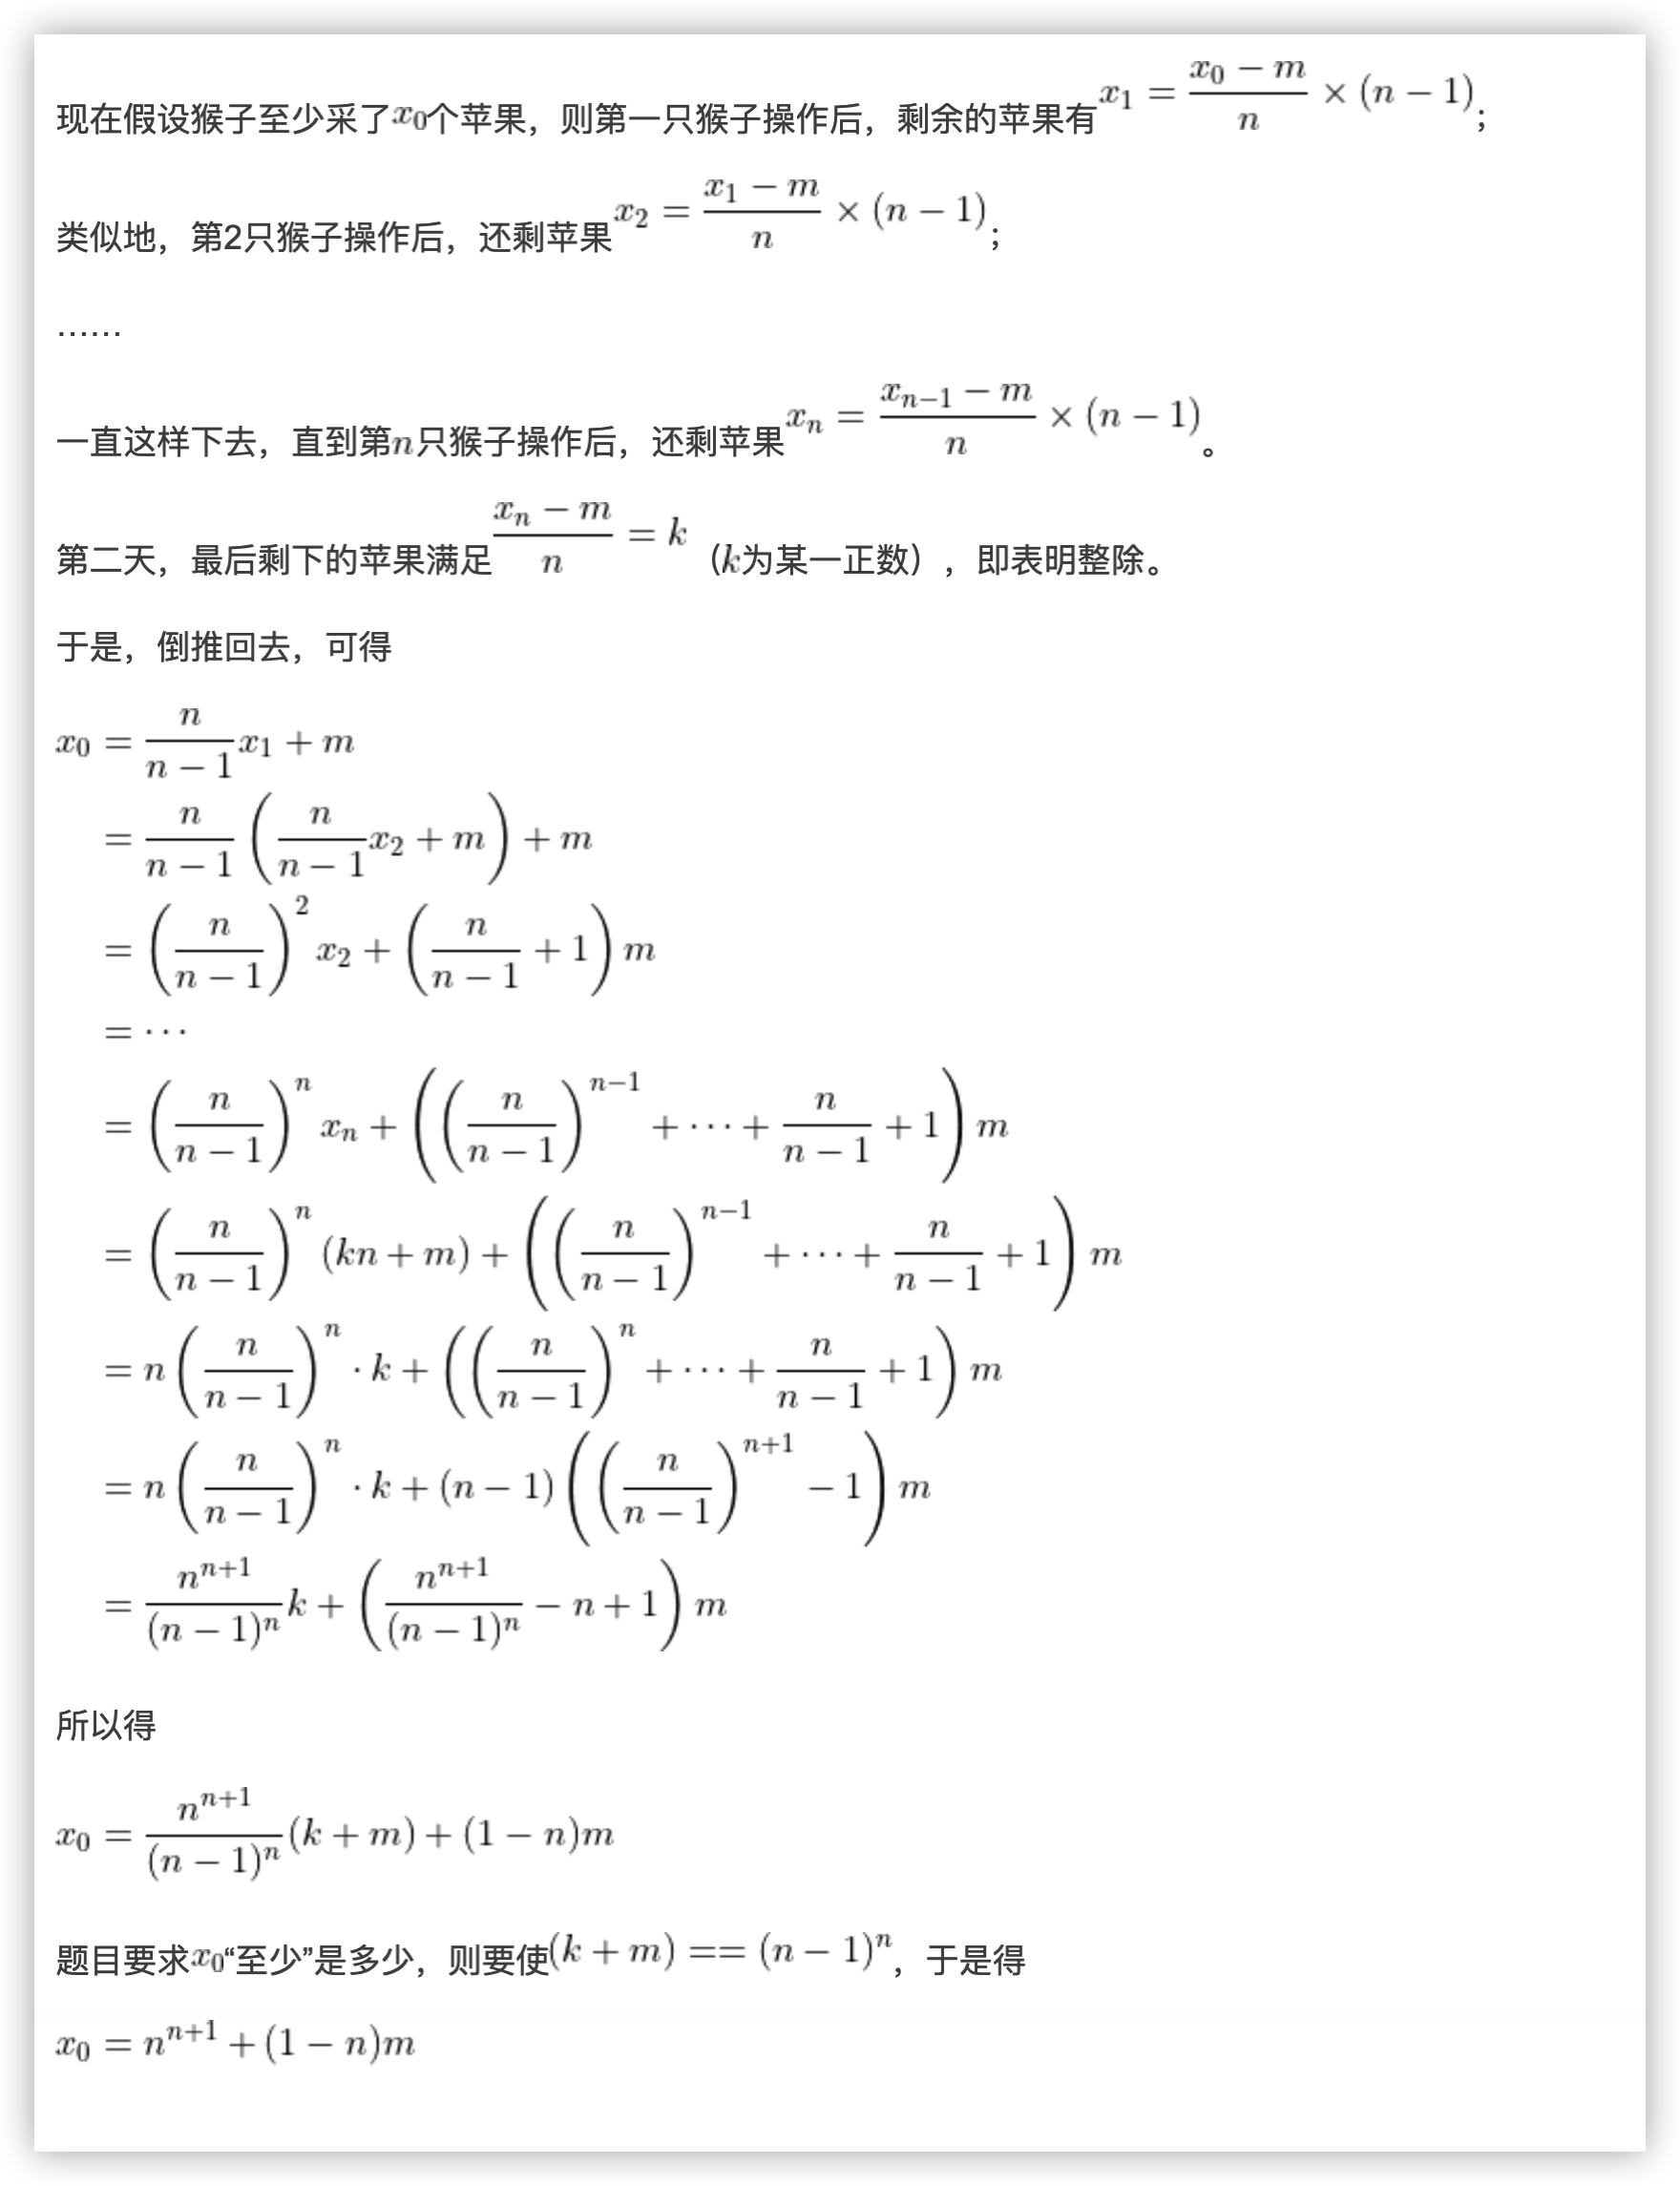 现在假设猴子至少采了$x_0$个苹果，则第一只猴子操作后，剩余的苹果有$x_1 = \frac{x_0 - m}{n} \times (n - 1)$；
类似地，第2只猴子操作后，还剩苹果$x_2 = \frac{x_1 - m}{n} \times (n - 1)$；
……
一直这样下去，直到第$n$只猴子操作后，还剩苹果$x_n = \frac{x_{n-1} - m}{n} \times (n - 1)$。
第二天，最后剩下的苹果满足$\frac{x_n - m}{n} = k$（$k$为某一正数），即表明整除。
于是，倒推回去，可得
$x_0 = \frac{n}{n - 1} x_1 + m$
$= \frac{n}{n - 1} \left( \frac{n}{n - 1} x_2 + m \right) + m$
$= \left( \frac{n}{n - 1} \right)^2 x_2 + \left( \frac{n}{n - 1} + 1 \right) m$
$= \cdots$
$= \left( \frac{n}{n - 1} \right)^n x_n + \left( \left( \frac{n}{n - 1} \right)^{n-1} + \cdots + \frac{n}{n - 1} + 1 \right) m$
$= \left( \frac{n}{n - 1} \right)^n (kn + m) + \left( \left( \frac{n}{n - 1} \right)^{n-1} + \cdots + \frac{n}{n - 1} + 1 \right) m$
$= n \left( \frac{n}{n - 1} \right)^n \cdot k + \left( \left( \frac{n}{n - 1} \right)^n + \cdots + \frac{n}{n - 1} + 1 \right) m$
$= n \left( \frac{n}{n - 1} \right)^n \cdot k + (n - 1) \left( \left( \frac{n}{n - 1} \right)^{n+1} - 1 \right) m$
$= \frac{n^{n+1}}{(n - 1)^n} k + \left( \frac{n^{n+1}}{(n - 1)^n} - n + 1 \right) m$
所以得
$x_0 = \frac{n^{n+1}}{(n - 1)^n} (k + m) + (1 - n)m$
题目要求$x_0$“至少”是多少，则要使$(k + m) == (n - 1)^n$，于是得
$x_0 = n^{n+1} + (1 - n)m$